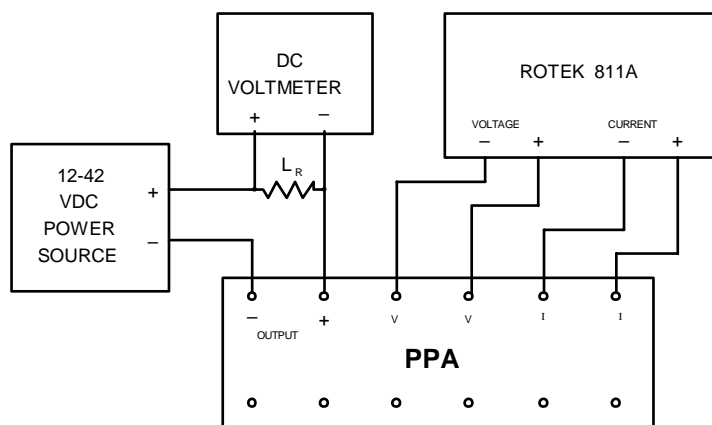 DC
VOLTMETER
+ −
ROTEK 811A
VOLTAGE CURRENT
− + − +
12-42
VDC
POWER
SOURCE
+
−
L R
− + V V I I
OUTPUT
PPA